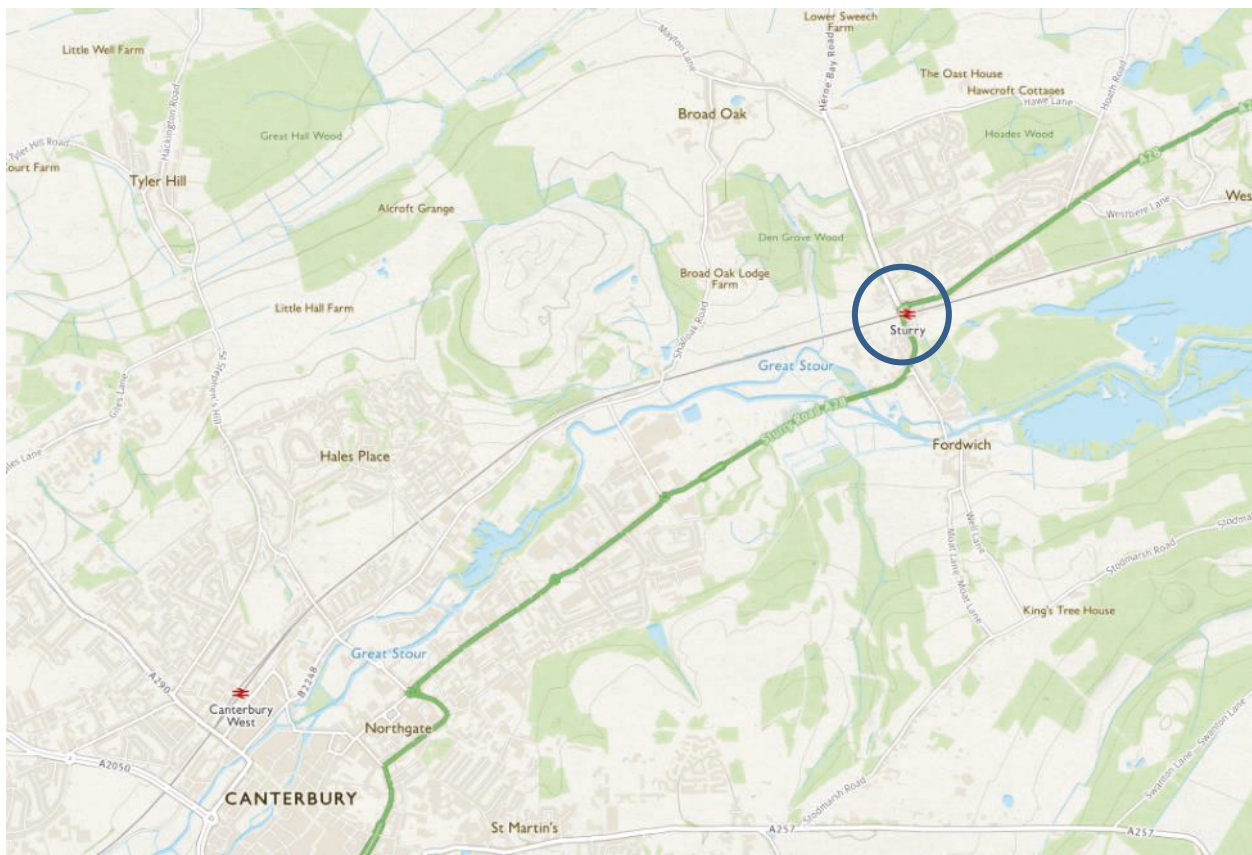 Lower Sweech
Farm
Little Well Farm
Mayton Lane
Herne Bay Road
The Oast House
Hawcroft Cottages
Hawe Lane
Hoath Road
Hackington Road
Great Hall Wood
Broad Oak
Hoades Wood
A28
Tyler Hill Road
Court Farm
Tyler Hill
Alcroft Grange
Westbere Lane
Wes
Den Grove Wood
Broad Oak Lodge
Farm
Little Hall Farm
Shalloak Road
Sturry
Great Stour
Giles Lane
St Stephen's Hill
Sturry Road A28
Fordwich
Hales Place
Giles Lane
Well Lane
Moat Lane
Moat Lane
Stodmarsh Road
Stodmarsh
King's Tree House
Great Stour
A290
B2248
Canterbury
West
Northgate
A2050
CANTERBURY
St Martin's
Stodmarsh Road
Swanton Lane
Swanton Lane
A257
A257